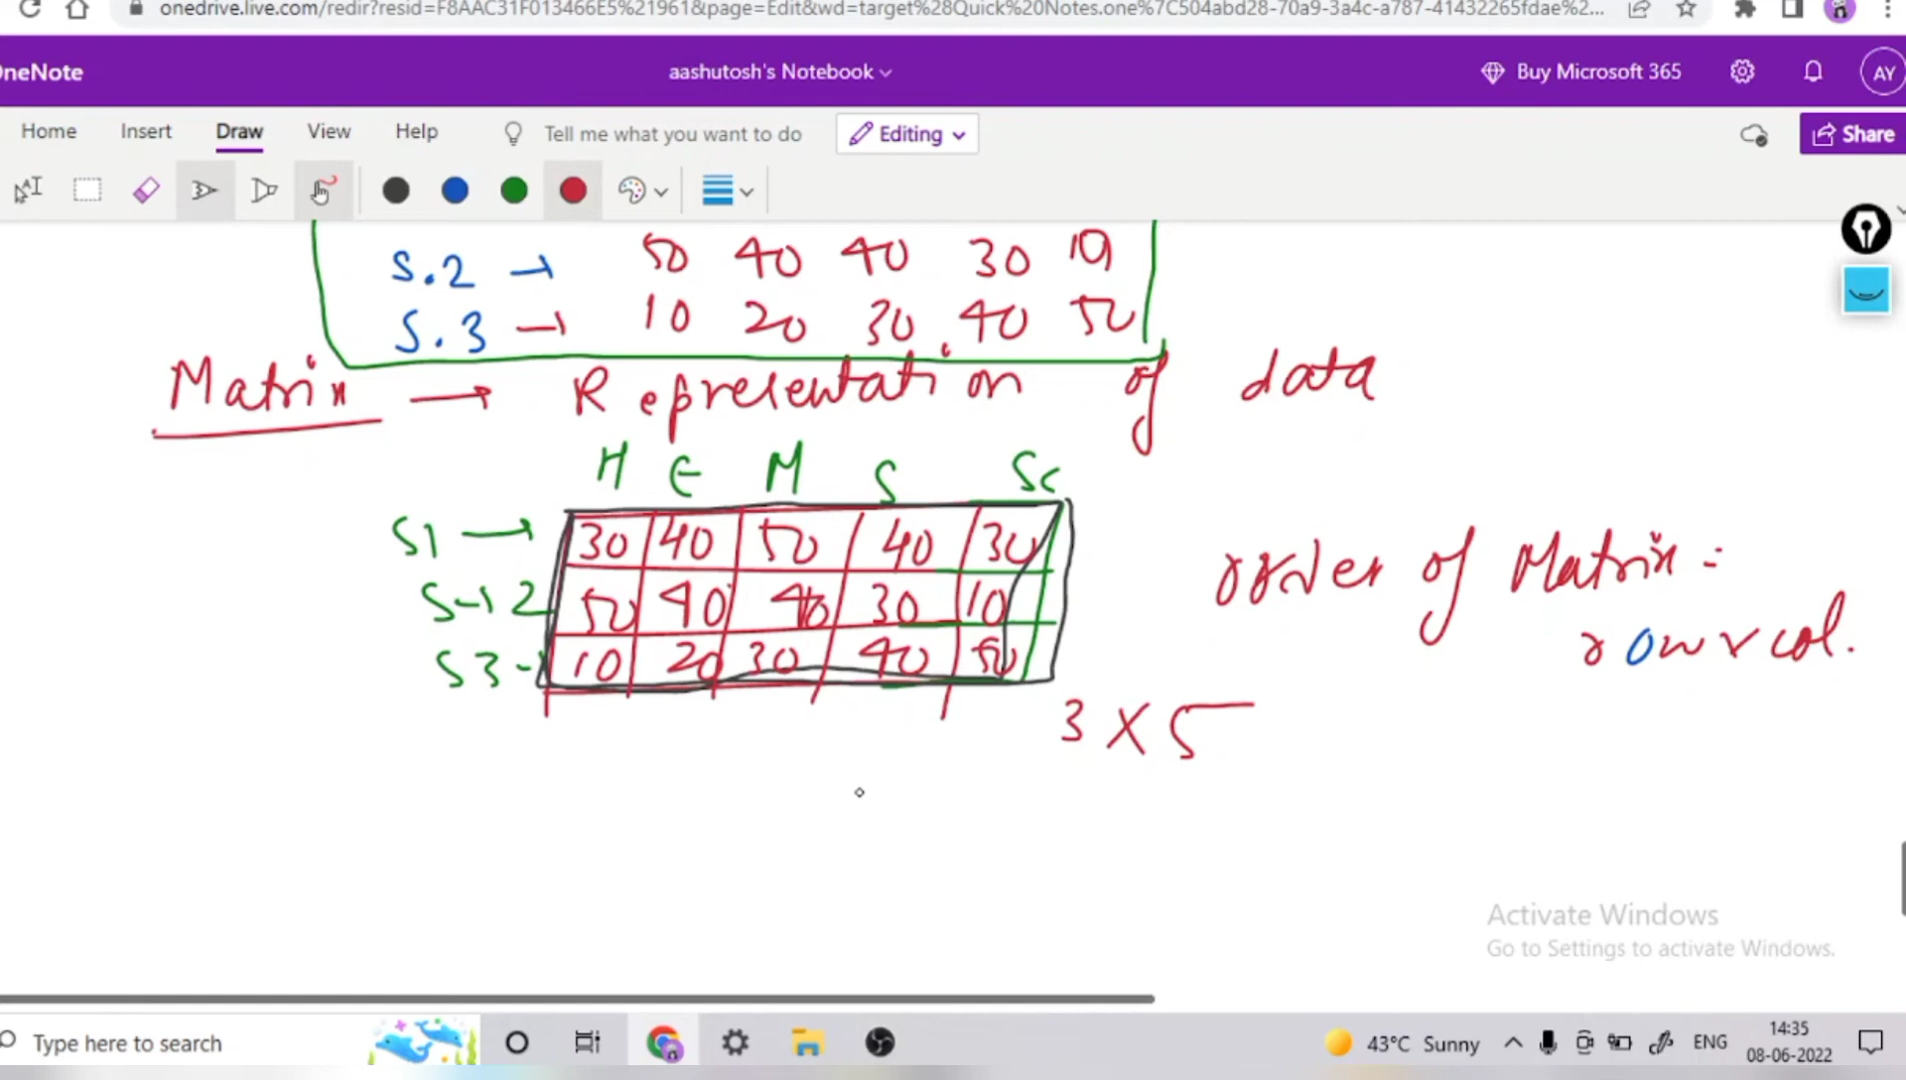 onedrive.live.com/redir?resid=F8AAC31F013466E5%21961&page=Edit&wd=target%28Quick%20Notes.one%7C504abd28-70a9-3a4c-a787-41432265fdae%2...
OneNote
aashutosh's Notebook
Buy Microsoft 365
AY
Home Insert Draw View Help
Tell me what you want to do
Editing
Share
S.2 → 50 40 40 30 10
S.3 → 10 20 30 40 50
Matrix → Representation of data
H E M S Sc
S1 → 30 40 50 40 30
S-12 50 40 40 30 10
S3- 10 20 30 40 50
order of Matrix =
row x col.
3 X 5
Activate Windows
Go to Settings to activate Windows.
Type here to search
43°C Sunny
ENG
14:35
08-06-2022